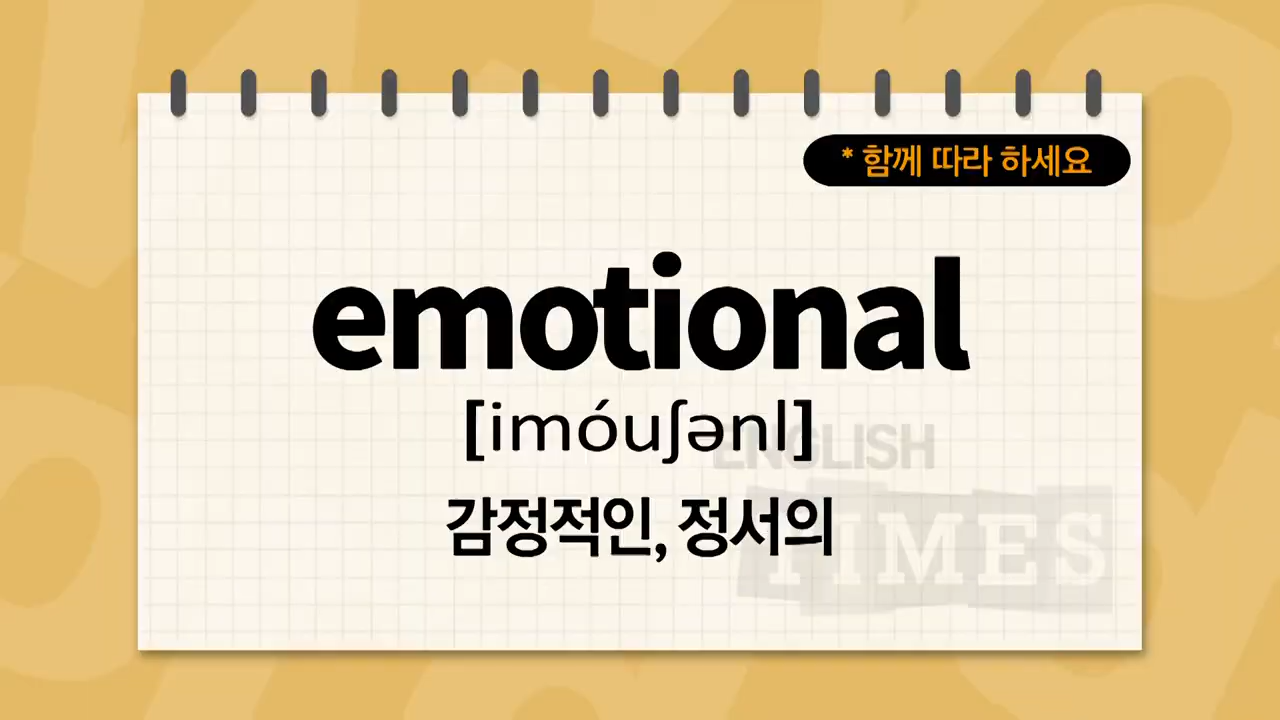 * 함께 따라 하세요
emotional
[imóuʃənl]
감정적인, 정서의
ENGLISH
TIMES